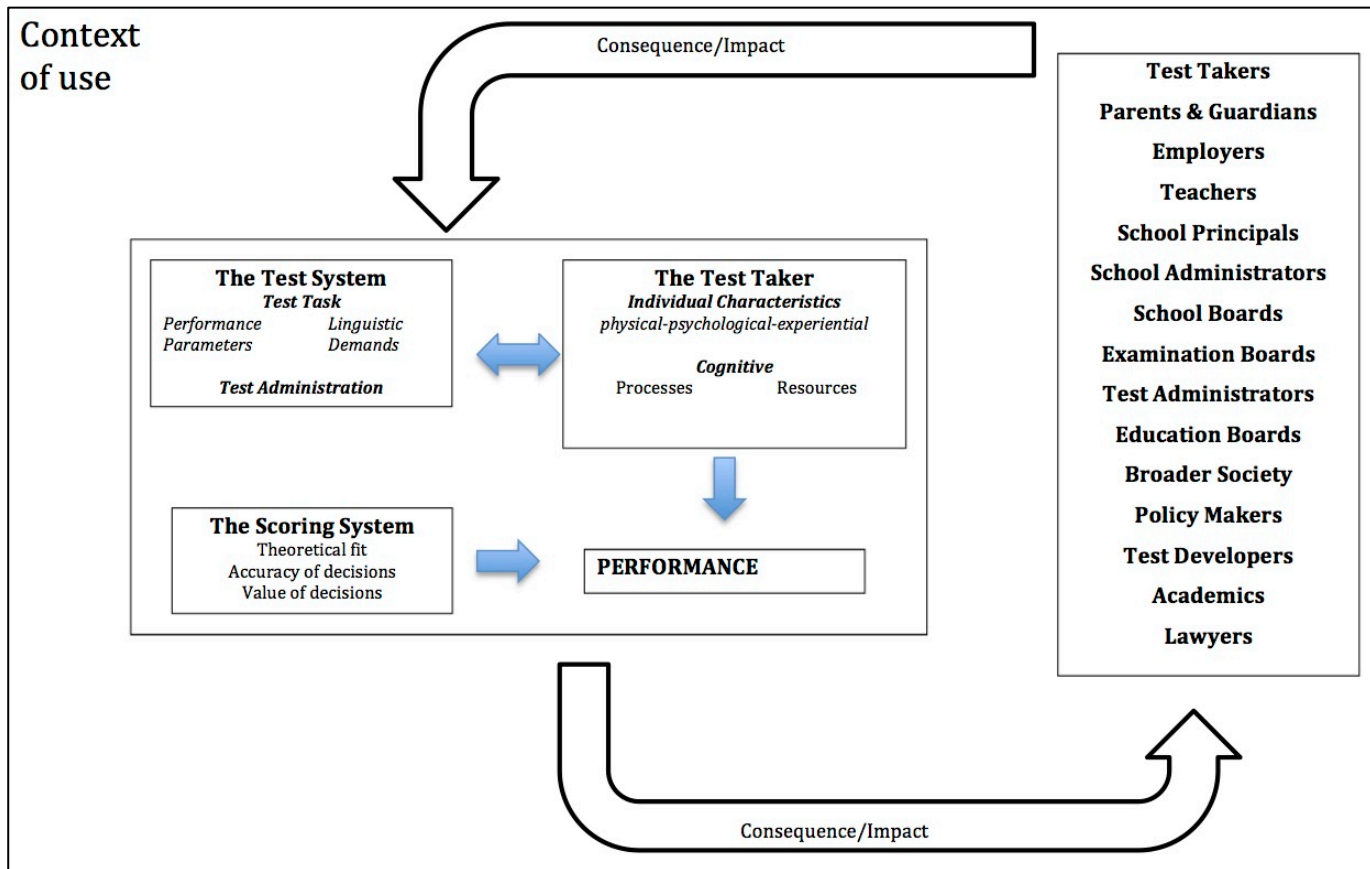 Context
of use
Consequence/Impact
The Test System
Test Task
Performance Linguistic
Parameters Demands
Test Administration
The Test Taker
Individual Characteristics
physical-psychological-experiential
Cognitive
Processes Resources
The Scoring System
Theoretical fit
Accuracy of decisions
Value of decisions
PERFORMANCE
Consequence/Impact
Test Takers
Parents & Guardians
Employers
Teachers
School Principals
School Administrators
School Boards
Examination Boards
Test Administrators
Education Boards
Broader Society
Policy Makers
Test Developers
Academics
Lawyers